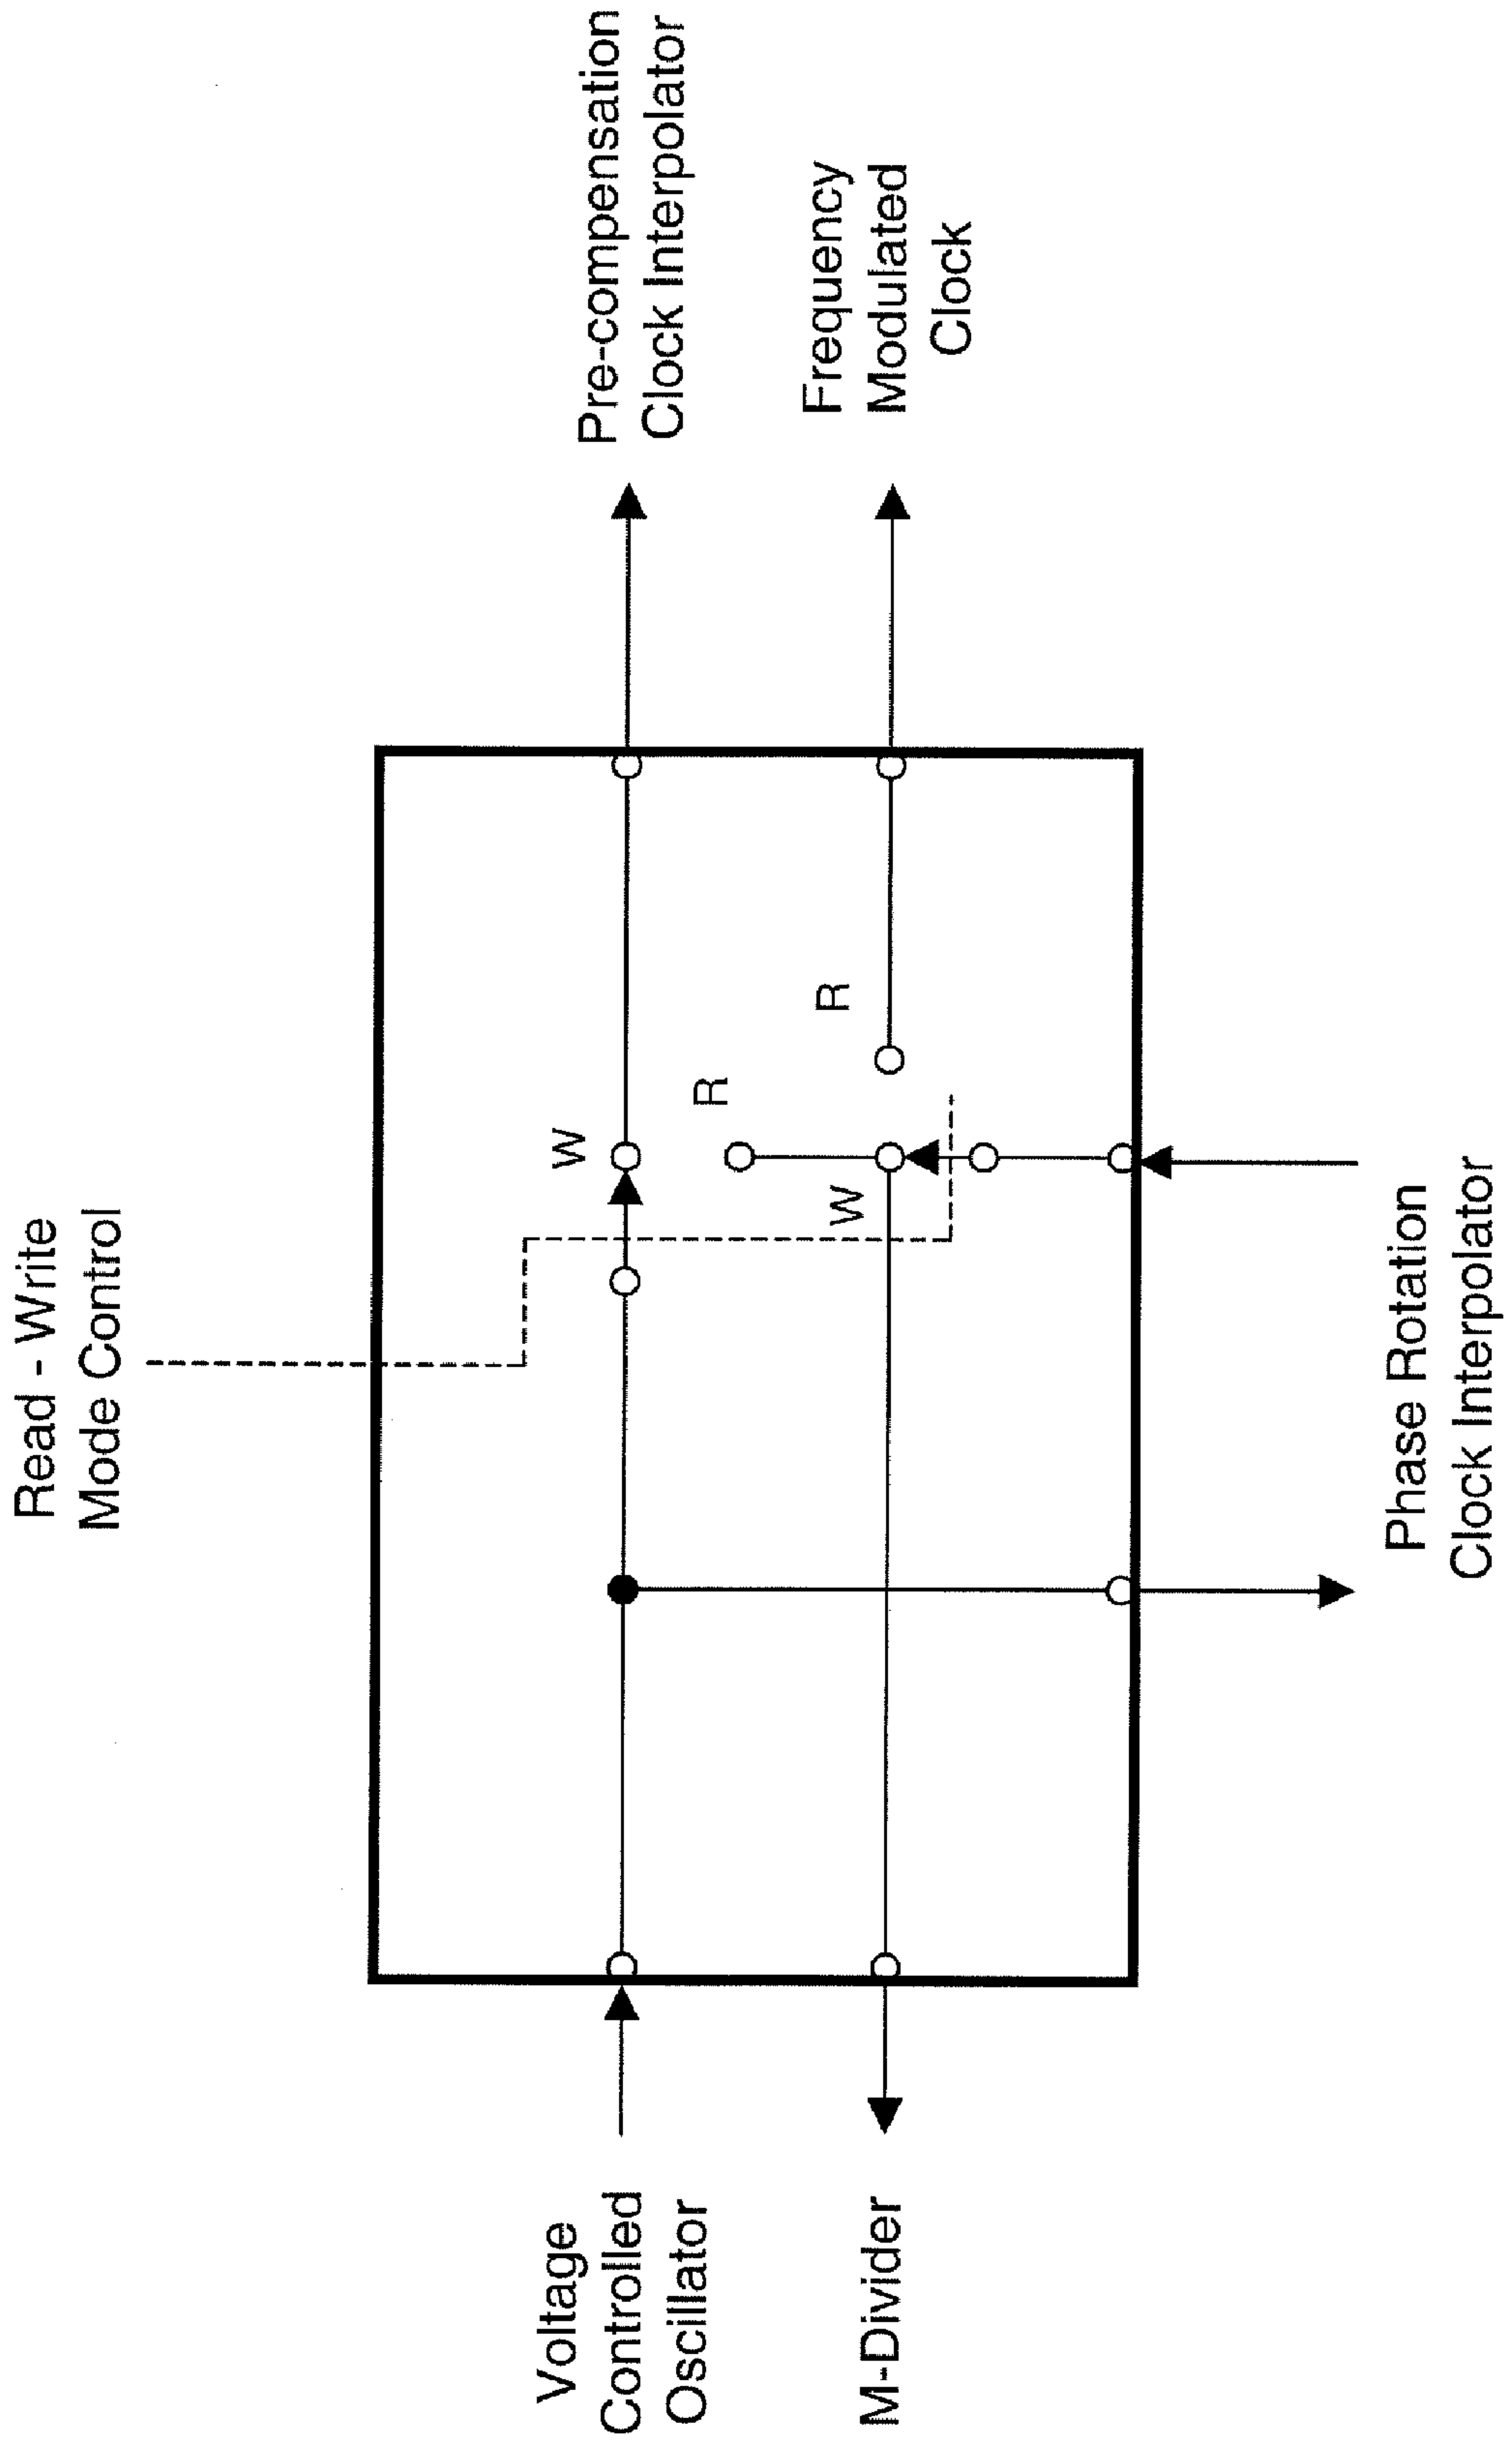 Read - Write
Mode Control
Voltage
Controlled
Oscillator
W
Pre-compensation
Clock Interpolator
R
W
R
M-Divider
Frequency
Modulated
Clock
Phase Rotation
Clock Interpolator